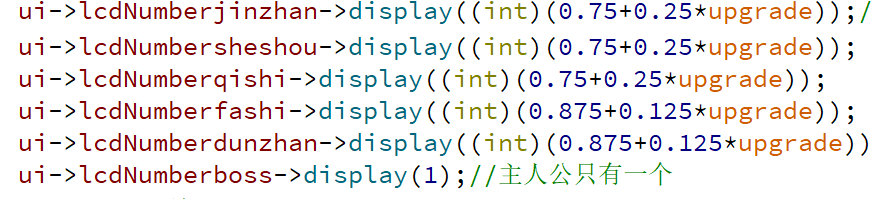 ui->lcdNumberjinzhan->display((int)(0.75+0.25*upgrade));/
ui->lcdNumbersheshou->display((int)(0.75+0.25*upgrade));
ui->lcdNumberqishi->display((int)(0.75+0.25*upgrade));
ui->lcdNumberfashi->display((int)(0.875+0.125*upgrade));
ui->lcdNumberdunzhan->display((int)(0.875+0.125*upgrade))
ui->lcdNumberboss->display(1);//主人公只有一个